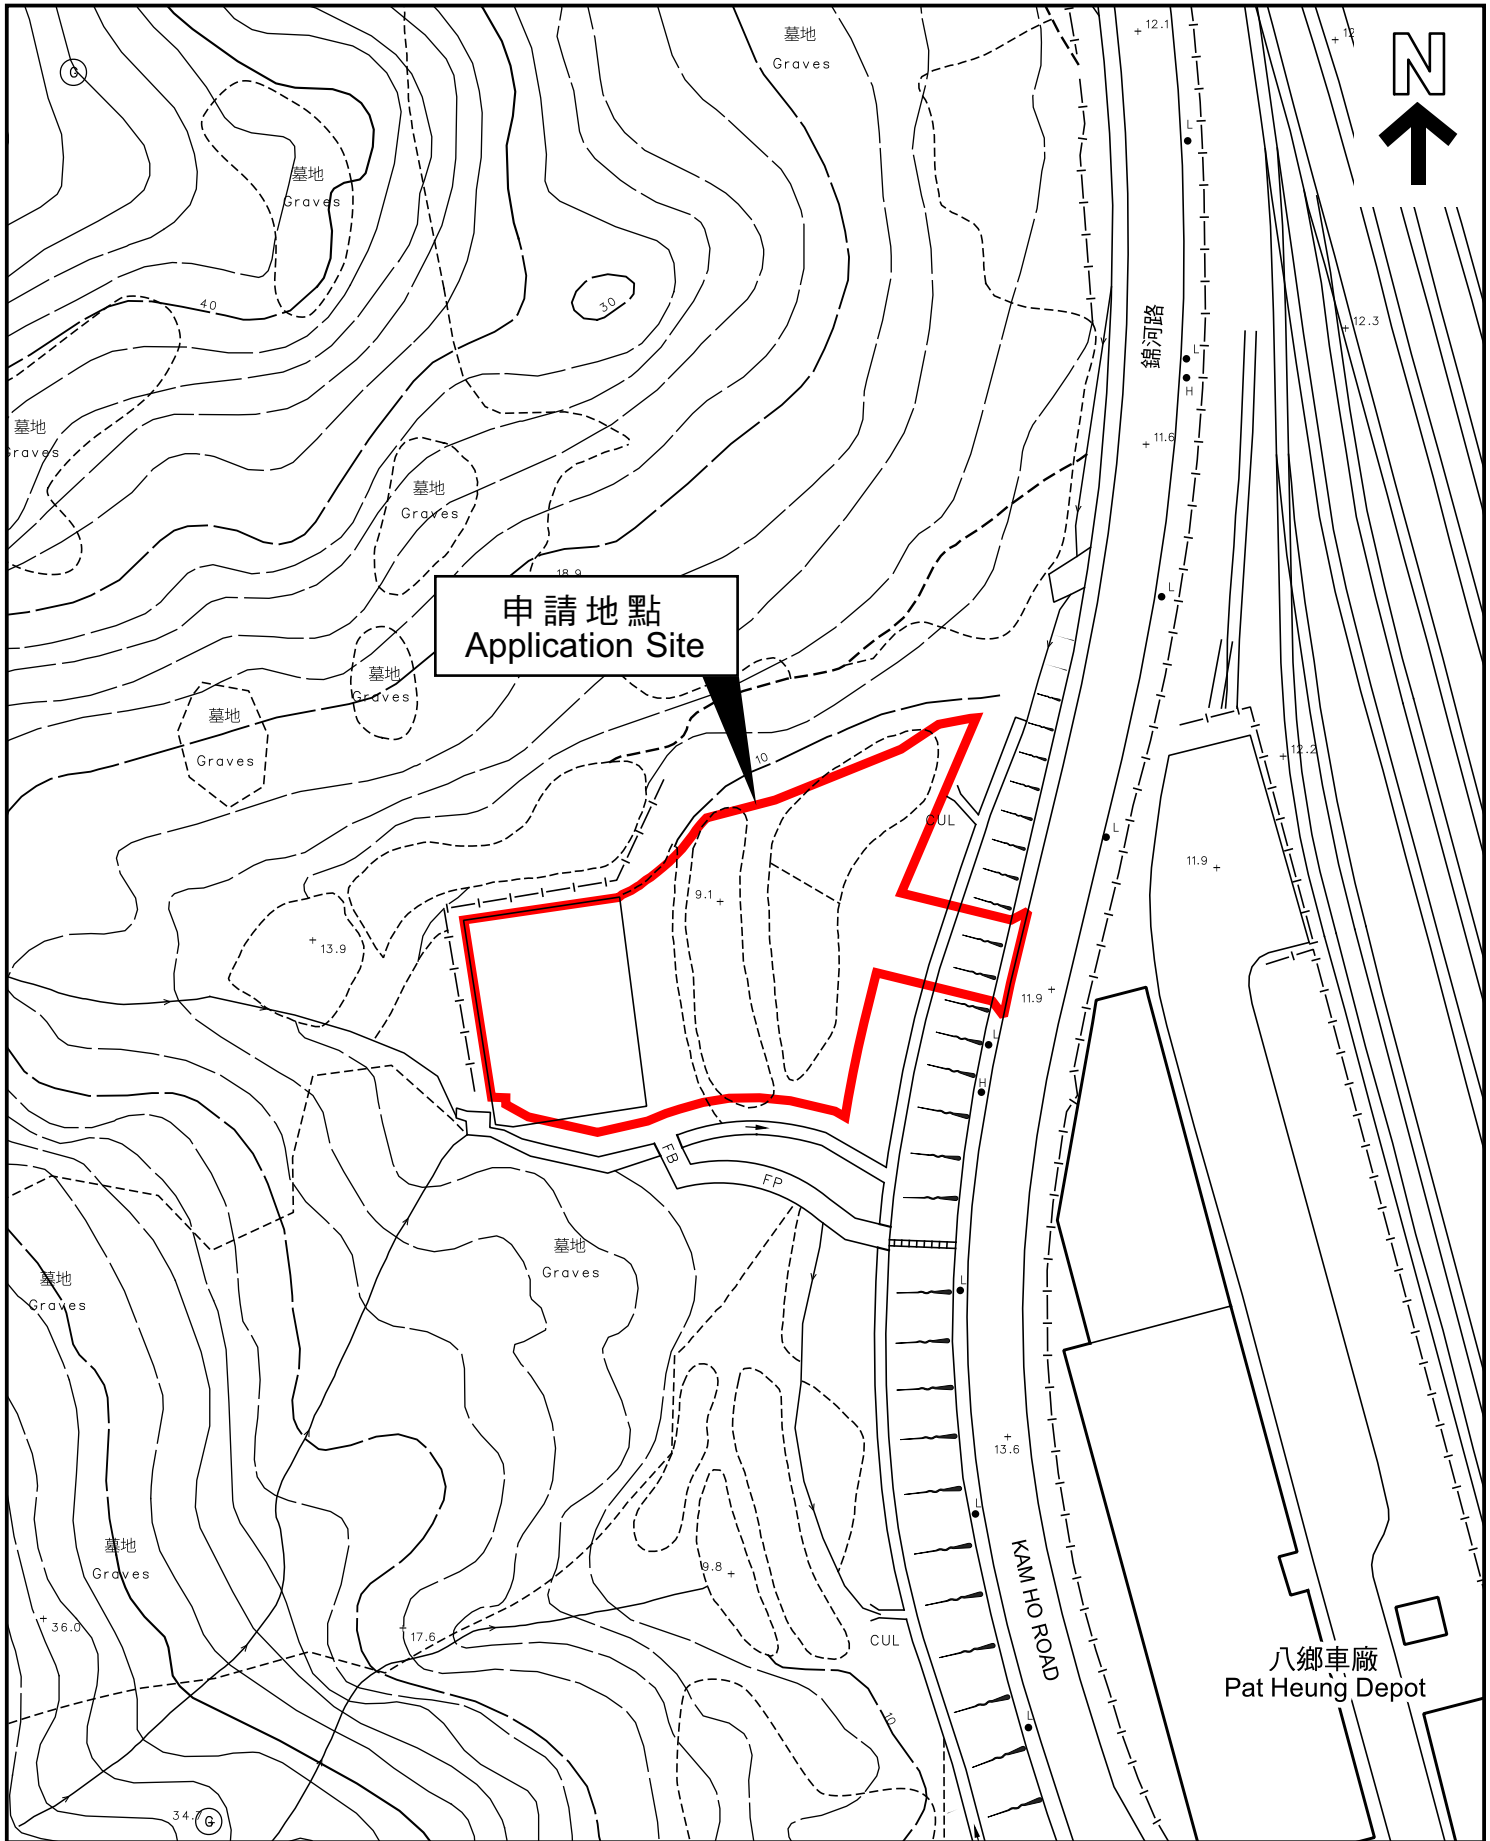 墓地
Graves
12.1
12
N
G
L
墓地
Graves
40
30
錦河路
12.3
L
H
墓地
Graves
11.6
墓地
Graves
18.9
申請地點
Application Site
L
墓地
Graves
墓地
Graves
10
12.2
CUL
L
11.9
9.1
13.9
11.9
L
H
FB
FP
墓地
Graves
墓地
Graves
L
13.6
L
墓地
Graves
9.8
KAM HO ROAD
36.0
17.6
CUL
八鄉車廠
Pat Heung Depot
10
L
34.7
G